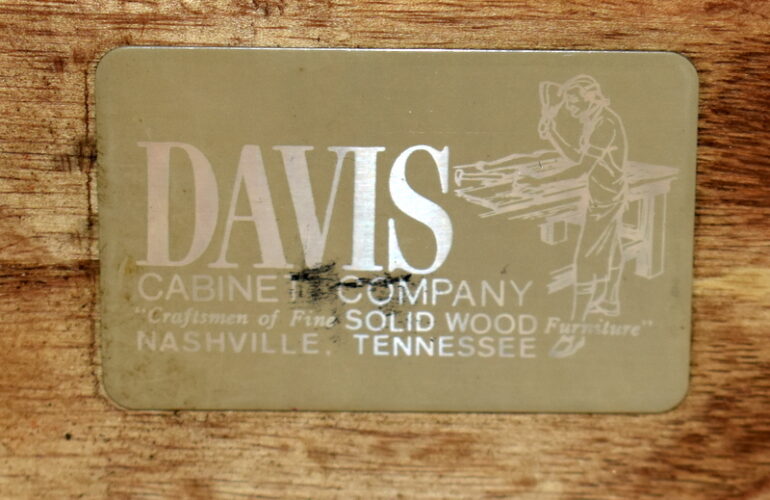 DAVIS
CABINET COMPANY
"Craftsmen of Fine SOLID WOOD Furniture"
NASHVILLE, TENNESSEE